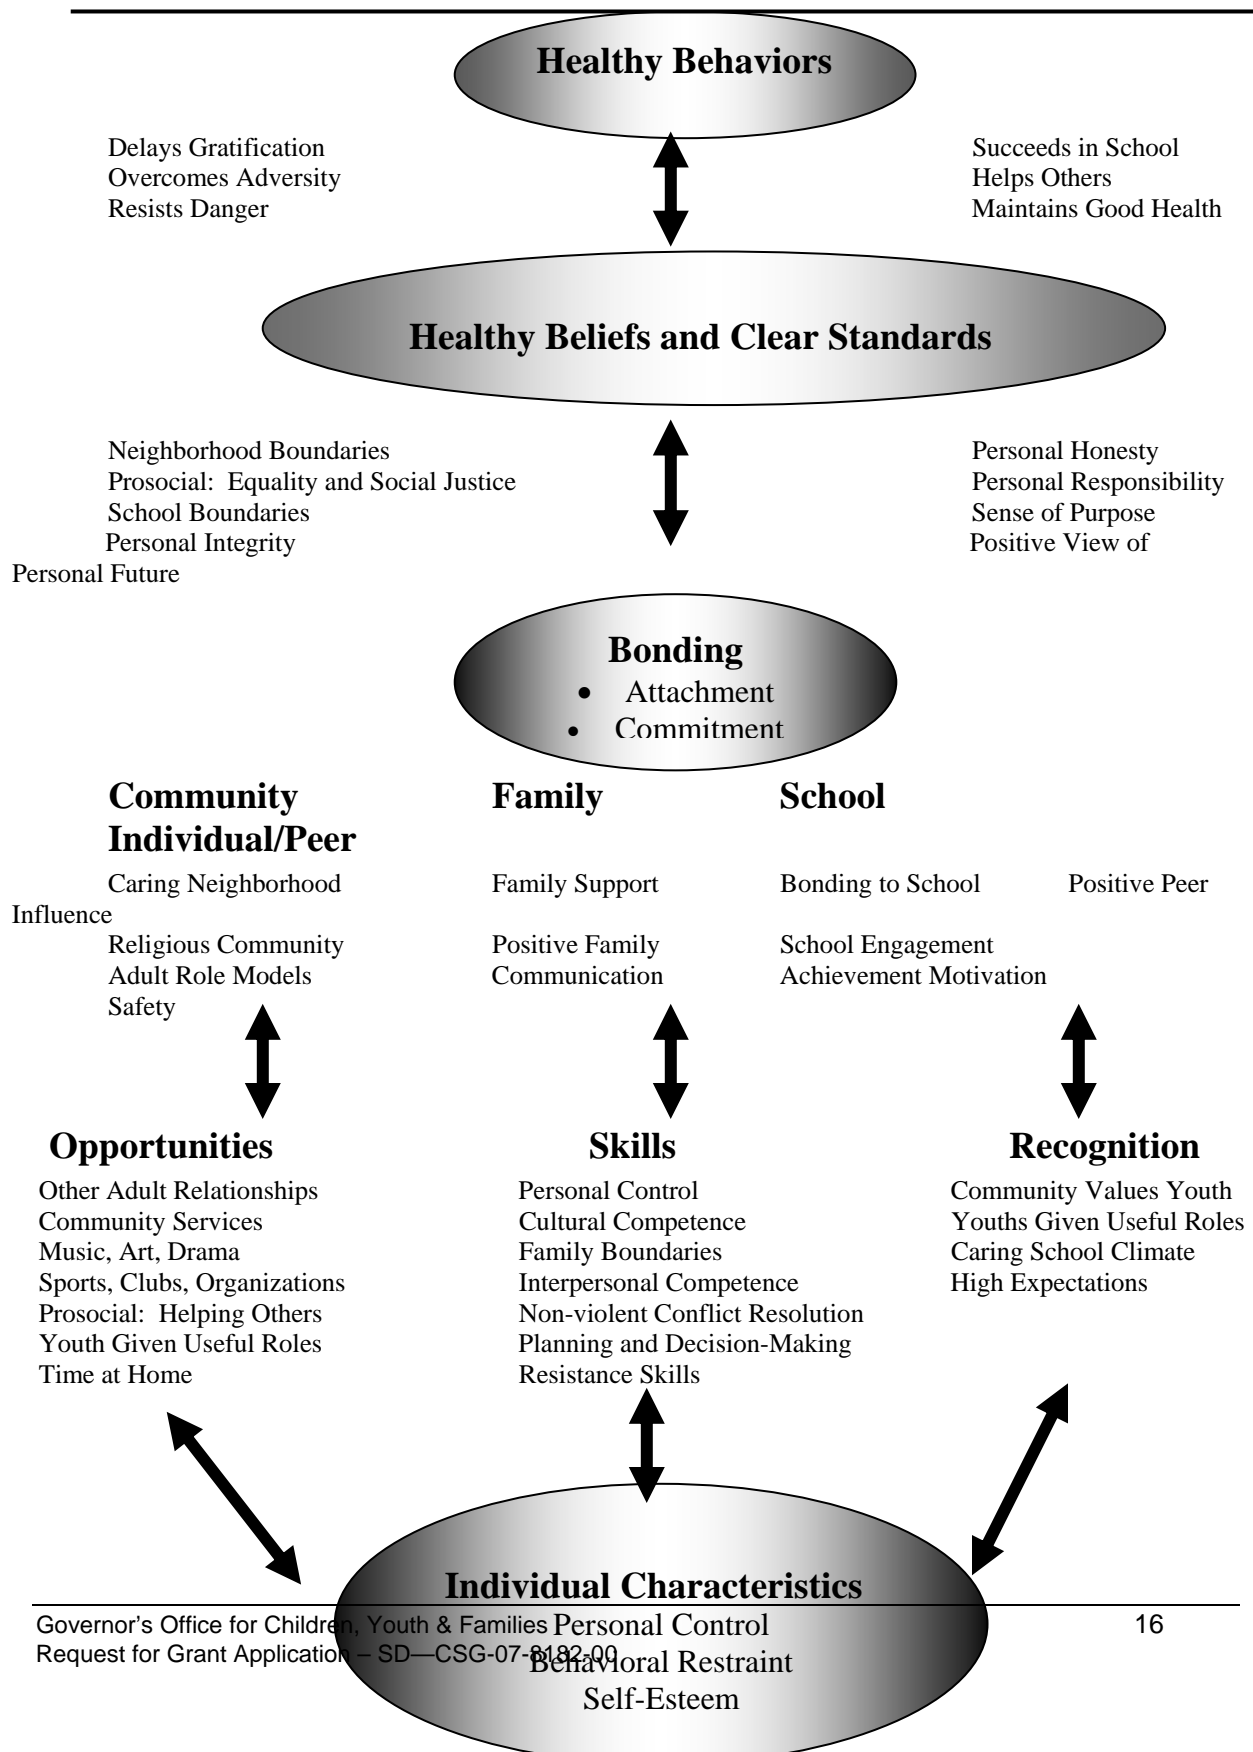 Healthy Behaviors
Delays Gratification Succeeds in School
Overcomes Adversity Helps Others
Resists Danger Maintains Good Health
Healthy Beliefs and Clear Standards
Neighborhood Boundaries Personal Honesty
Prosocial: Equality and Social Justice Personal Responsibility
School Boundaries Sense of Purpose
Personal Integrity Positive View of
Personal Future
Bonding
• Attachment
• Commitment
Community Family School
Individual/Peer
Caring Neighborhood Family Support Bonding to School Positive Peer
Influence
Religious Community Positive Family School Engagement
Adult Role Models Communication Achievement Motivation
Safety
Opportunities Skills Recognition
Other Adult Relationships Personal Control Community Values Youth
Community Services Cultural Competence Youths Given Useful Roles
Music, Art, Drama Family Boundaries Caring School Climate
Sports, Clubs, Organizations Interpersonal Competence High Expectations
Prosocial: Helping Others Non-violent Conflict Resolution
Youth Given Useful Roles Planning and Decision-Making
Time at Home Resistance Skills
Individual Characteristics
Personal Control
Behavioral Restraint
Self-Esteem
Governor's Office for Children, Youth & Families 16
Request for Grant Application – SD—CSG-07-8182-00